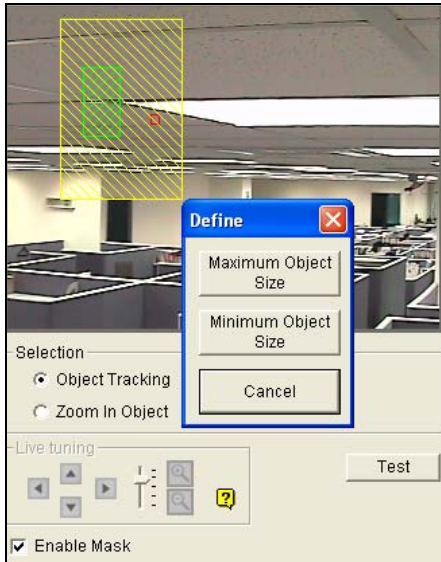 Define
Maximum Object
Size
Minimum Object
Size
Cancel
Selection
Object Tracking
Zoom In Object
Live tuning
?
Test
Enable Mask